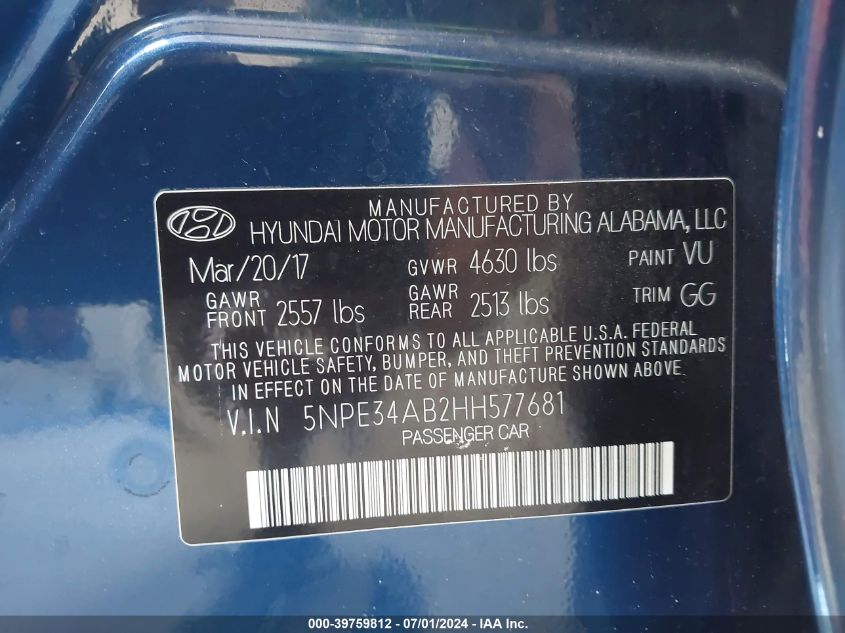 MANUFACTURED BY
HYUNDAI MOTOR MANUFACTURING ALABAMA, LLC
Mar/20/17 GVWR 4630 lbs PAINT VU
GAWR FRONT 2557 lbs GAWR REAR 2513 lbs TRIM GG
THIS VEHICLE CONFORMS TO ALL APPLICABLE U.S.A. FEDERAL
MOTOR VEHICLE SAFETY, BUMPER, AND THEFT PREVENTION STANDARDS
IN EFFECT ON THE DATE OF MANUFACTURE SHOWN ABOVE.
V.I.N 5NPE34AB2HH577681
PASSENGER CAR
000-39759812 - 07/01/2024 - IAA Inc.